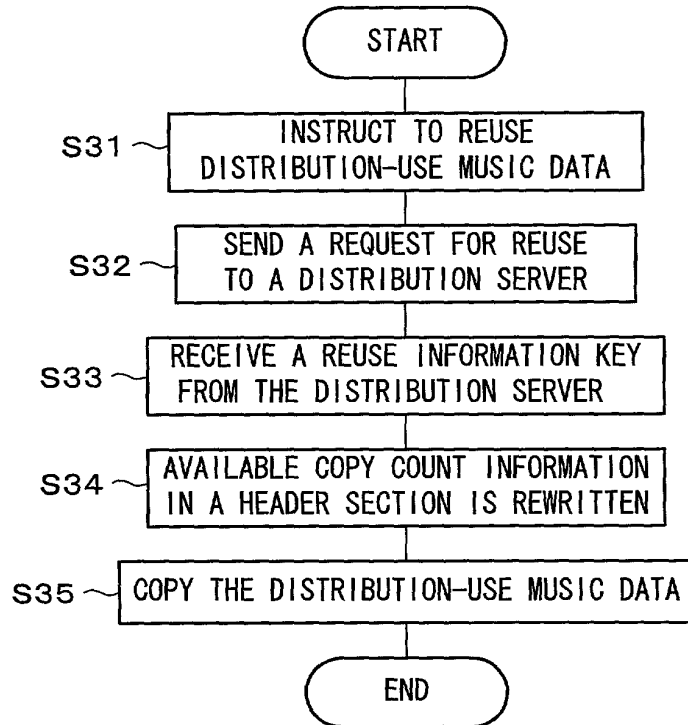 START
S31
INSTRUCT TO REUSE
DISTRIBUTION-USE MUSIC DATA
S32
SEND A REQUEST FOR REUSE
TO A DISTRIBUTION SERVER
S33
RECEIVE A REUSE INFORMATION KEY
FROM THE DISTRIBUTION SERVER
S34
AVAILABLE COPY COUNT INFORMATION
IN A HEADER SECTION IS REWRITTEN
S35
COPY THE DISTRIBUTION-USE MUSIC DATA
END